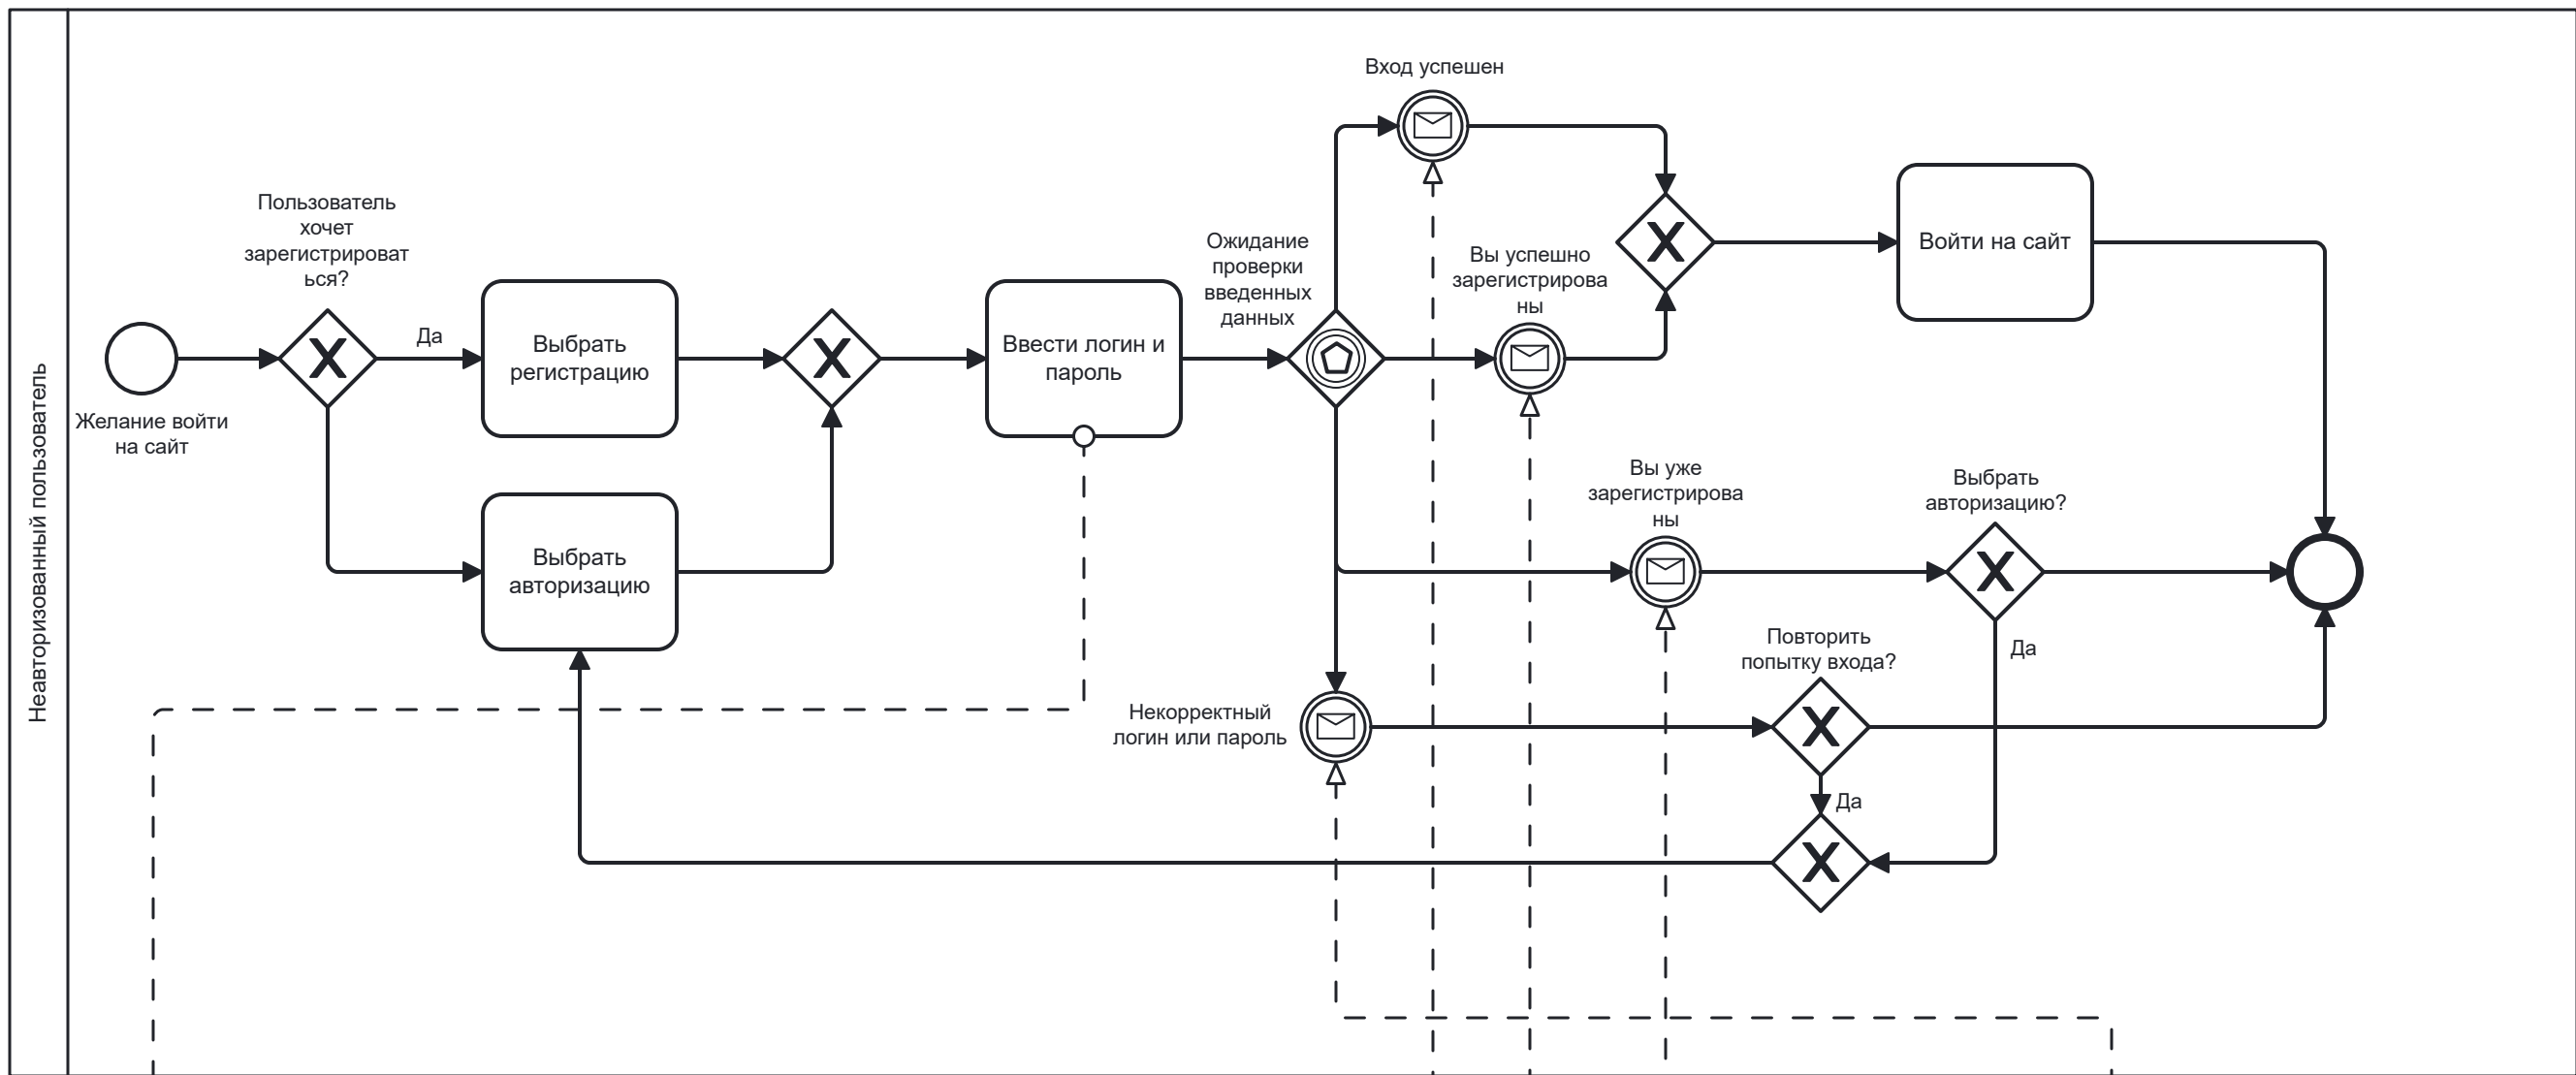 Неавторизованный пользователь
Желание войти
на сайт
Пользователь
хочет
зарегистрироват
ься?
Да
Выбрать
регистрацию
Выбрать
авторизацию
Ввести логин и
пароль
Ожидание
проверки
введенных
данных
Вход успешен
Вы успешно
зарегистрирова
ны
Войти на сайт
Вы уже
зарегистрирова
ны
Выбрать
авторизацию?
Да
Некорректный
логин или пароль
Повторить
попытку входа?
Да